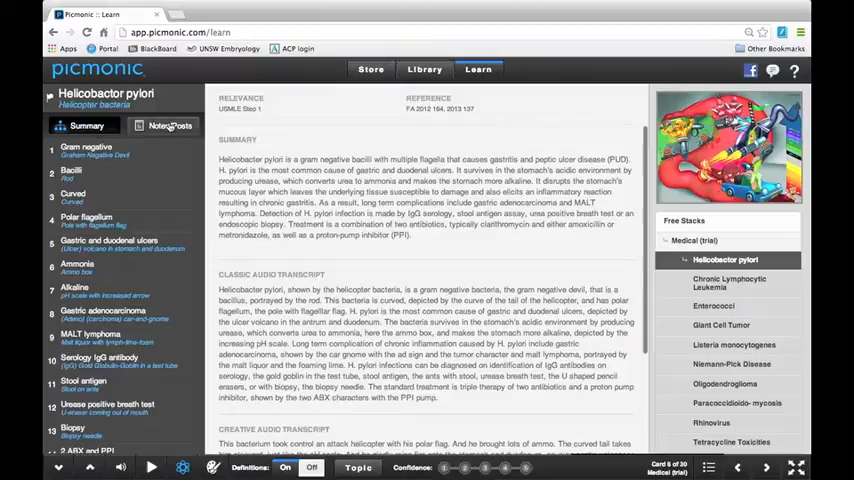 Picmonic :: Learn
app.picmonic.com/learn
Apps
Portal
BlackBoard
UNSW Embryology
ACP login
Other Bookmarks
picmonic
Store
Library
Learn
Helicobactor pylori
Helicopter bacteria
Summary
1 Gram negative
Graham Negative Devil
2 Bacilli
Rod
3 Curved
Curved
4 Polar flagellum
Pole with flagellum flag
5 Gastric and duodenal ulcers
(Ulcer) volcano in stomach and duodenum
6 Ammonia
Ammo box
7 Alkaline
pH scale with increased arrow
8 Gastric adenocarcinoma
(Adeno) (carcino) car-and-gnome
9 MALT lymphoma
Malt liquor with lymph-lime-foam
10 Serology IgG antibody
(IgG) Gold Globulin-Goblin in a test tube
11 Stool antigen
Stool on ants
12 Urease positive breath test
U-eraser coming out of mouth
13 Biopsy
Biopsy needle
2 ABX and PPI
RELEVANCE
USMLE Step 1
REFERENCE
FA 2012 164, 2013 137
SUMMARY
Helicobacter pylori is a gram negative bacilli with multiple flagella that causes gastritis and peptic ulcer disease (PUD).
H. pylori is the most common cause of gastric and duodenal ulcers. It survives in the stomach's acidic environment by
producing urease, which converts urea to ammonia and makes the stomach more alkaline. It disrupts the stomach's
mucous layer which leaves the underlying tissue susceptible to damage and also elicits an inflammatory reaction
resulting in chronic gastritis. As a result, long term complications include gastric adenocarcinoma and MALT
lymphoma. Detection of H. pylori infection is made by IgG serology, stool antigen assay, urea positive breath test or an
endoscopic biopsy. Treatment is a combination of two antibiotics, typically clarithromycin and either amoxicillin or
metronidazole, as well as a proton-pump inhibitor (PPI).
CLASSIC AUDIO TRANSCRIPT
Helicobacter pylori, shown by the helicopter bacteria, is a gram negative bacteria, the gram negative devil, that is a
bacillus, portrayed by the rod. This bacteria is curved, depicted by the curve of the tail of the helicopter, and has polar
flagellum, the pole with flagellar flag. H. pylori is the most common cause of gastric and duodenal ulcers, depicted by
the ulcer volcano in the antrum and duodenum. The bacteria survives in the stomach's acidic environment by producing
urease, which converts urea to ammonia, here the ammo box, and makes the stomach more alkaline, depicted by the
increasing pH scale. Long term complication of chronic inflammation caused by H. pylori include gastric
adenocarcinoma, shown by the car gnome with the ad sign and the tumor character and malt lymphoma, portrayed by
the malt liquor and the foaming lime. H. pylori infections can be diagnosed on identification of IgG antibodies on
serology, the gold goblin in the test tube, stool antigen, the ants with stool, urease breath test, the U shaped pencil
erasers, or with biopsy, the biopsy needle. The standard treatment is triple therapy of two antibiotics and a proton pump
inhibitor, shown by the two ABX characters with the PPI pump.
CREATIVE AUDIO TRANSCRIPT
This bacterium took control an attack helicopter with his polar flag. And he brought lots of ammo. The curved tail takes
Free Stacks
Medical (trial)
Helicobactor pylori
Chronic Lymphocytic
Leukemia
Enterococci
Giant Cell Tumor
Listeria monocytogenes
Niemann-Pick Disease
Oligodendroglioma
Paracoccidioido- mycosis
Rhinovirus
Tetracycline Toxicities
Definitions: On Off
Topic
Confidence: 1 2 3 4 5
Card 6 of 30
Medical (trial)